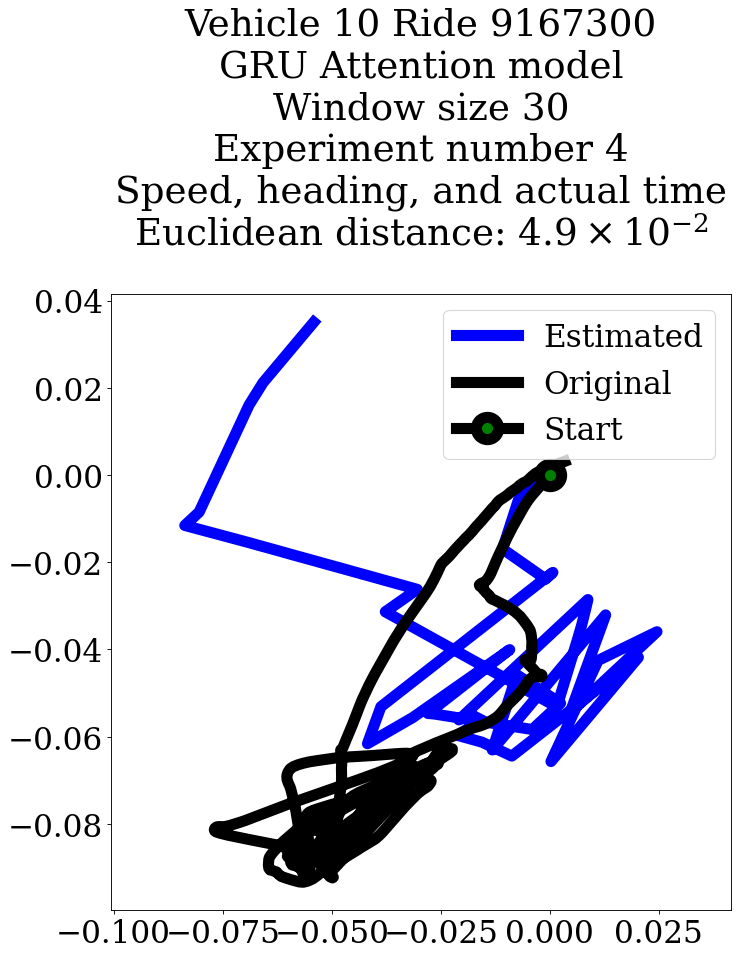 Vehicle 10 Ride 9167300
GRU Attention model
Window size 30
Experiment number 4
Speed, heading, and actual time
Euclidean distance: 4.9 × 10⁻²
0.04
0.02
0.00
−0.02
−0.04
−0.06
−0.08
Estimated
Original
Start
−0.100 −0.075 −0.050 −0.025 0.000 0.025